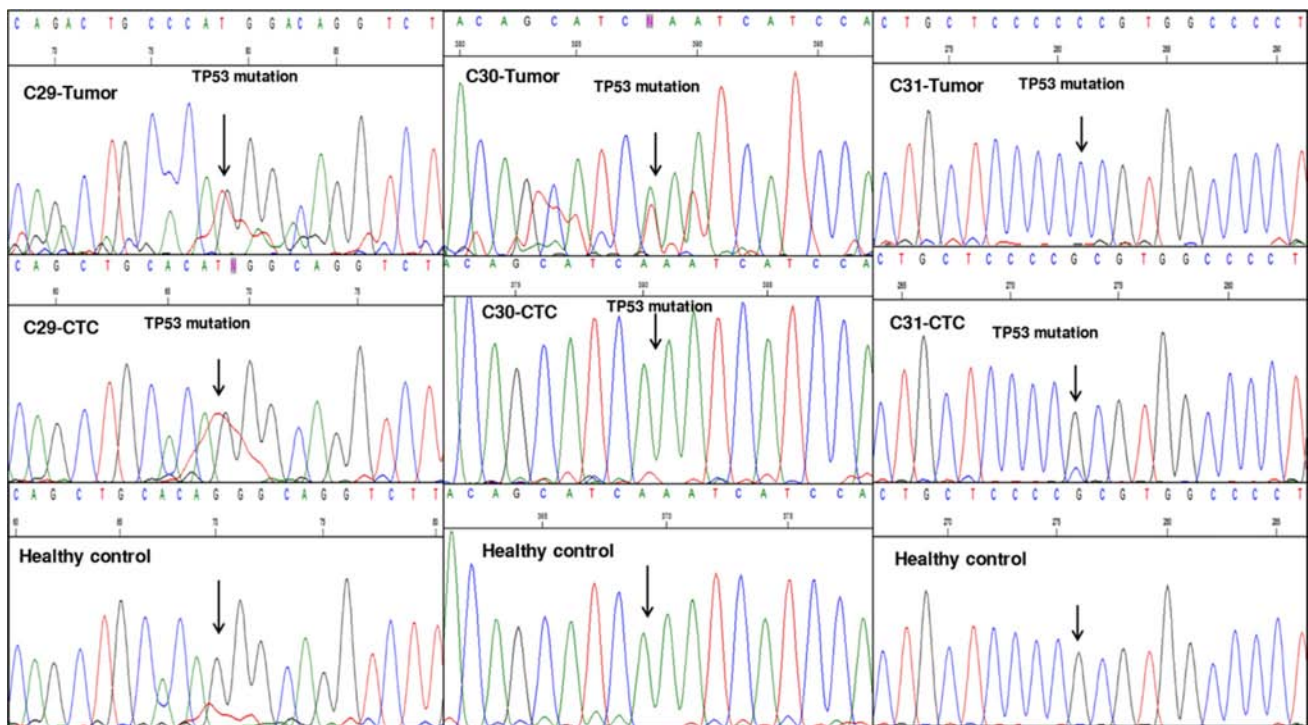 C A G A C T G C C C A T G G A C A G G T C T
TP53 mutation
C29-Tumor
A C A G C A T C N A A T C A T C C A
C30-Tumor
TP53 mutation
C T G C T C C C C C C G T G G C C C C T
C31-Tumor
TP53 mutation
C A G C T G C A C A T N G G C A G G T C T
C29-CTC
TP53 mutation
A C A G C A T C A A A T C A T C C A
C30-CTC
TP53 mutation
C T G C T C C C C G C G T G G C C C C T
C31-CTC
TP53 mutation
C A G C T G C A C A G G G C A G G T C T T
Healthy control
A C A G C A T C A A A T C A T C C A
Healthy control
C T G C T C C C C G C G T G G C C C C T
Healthy control